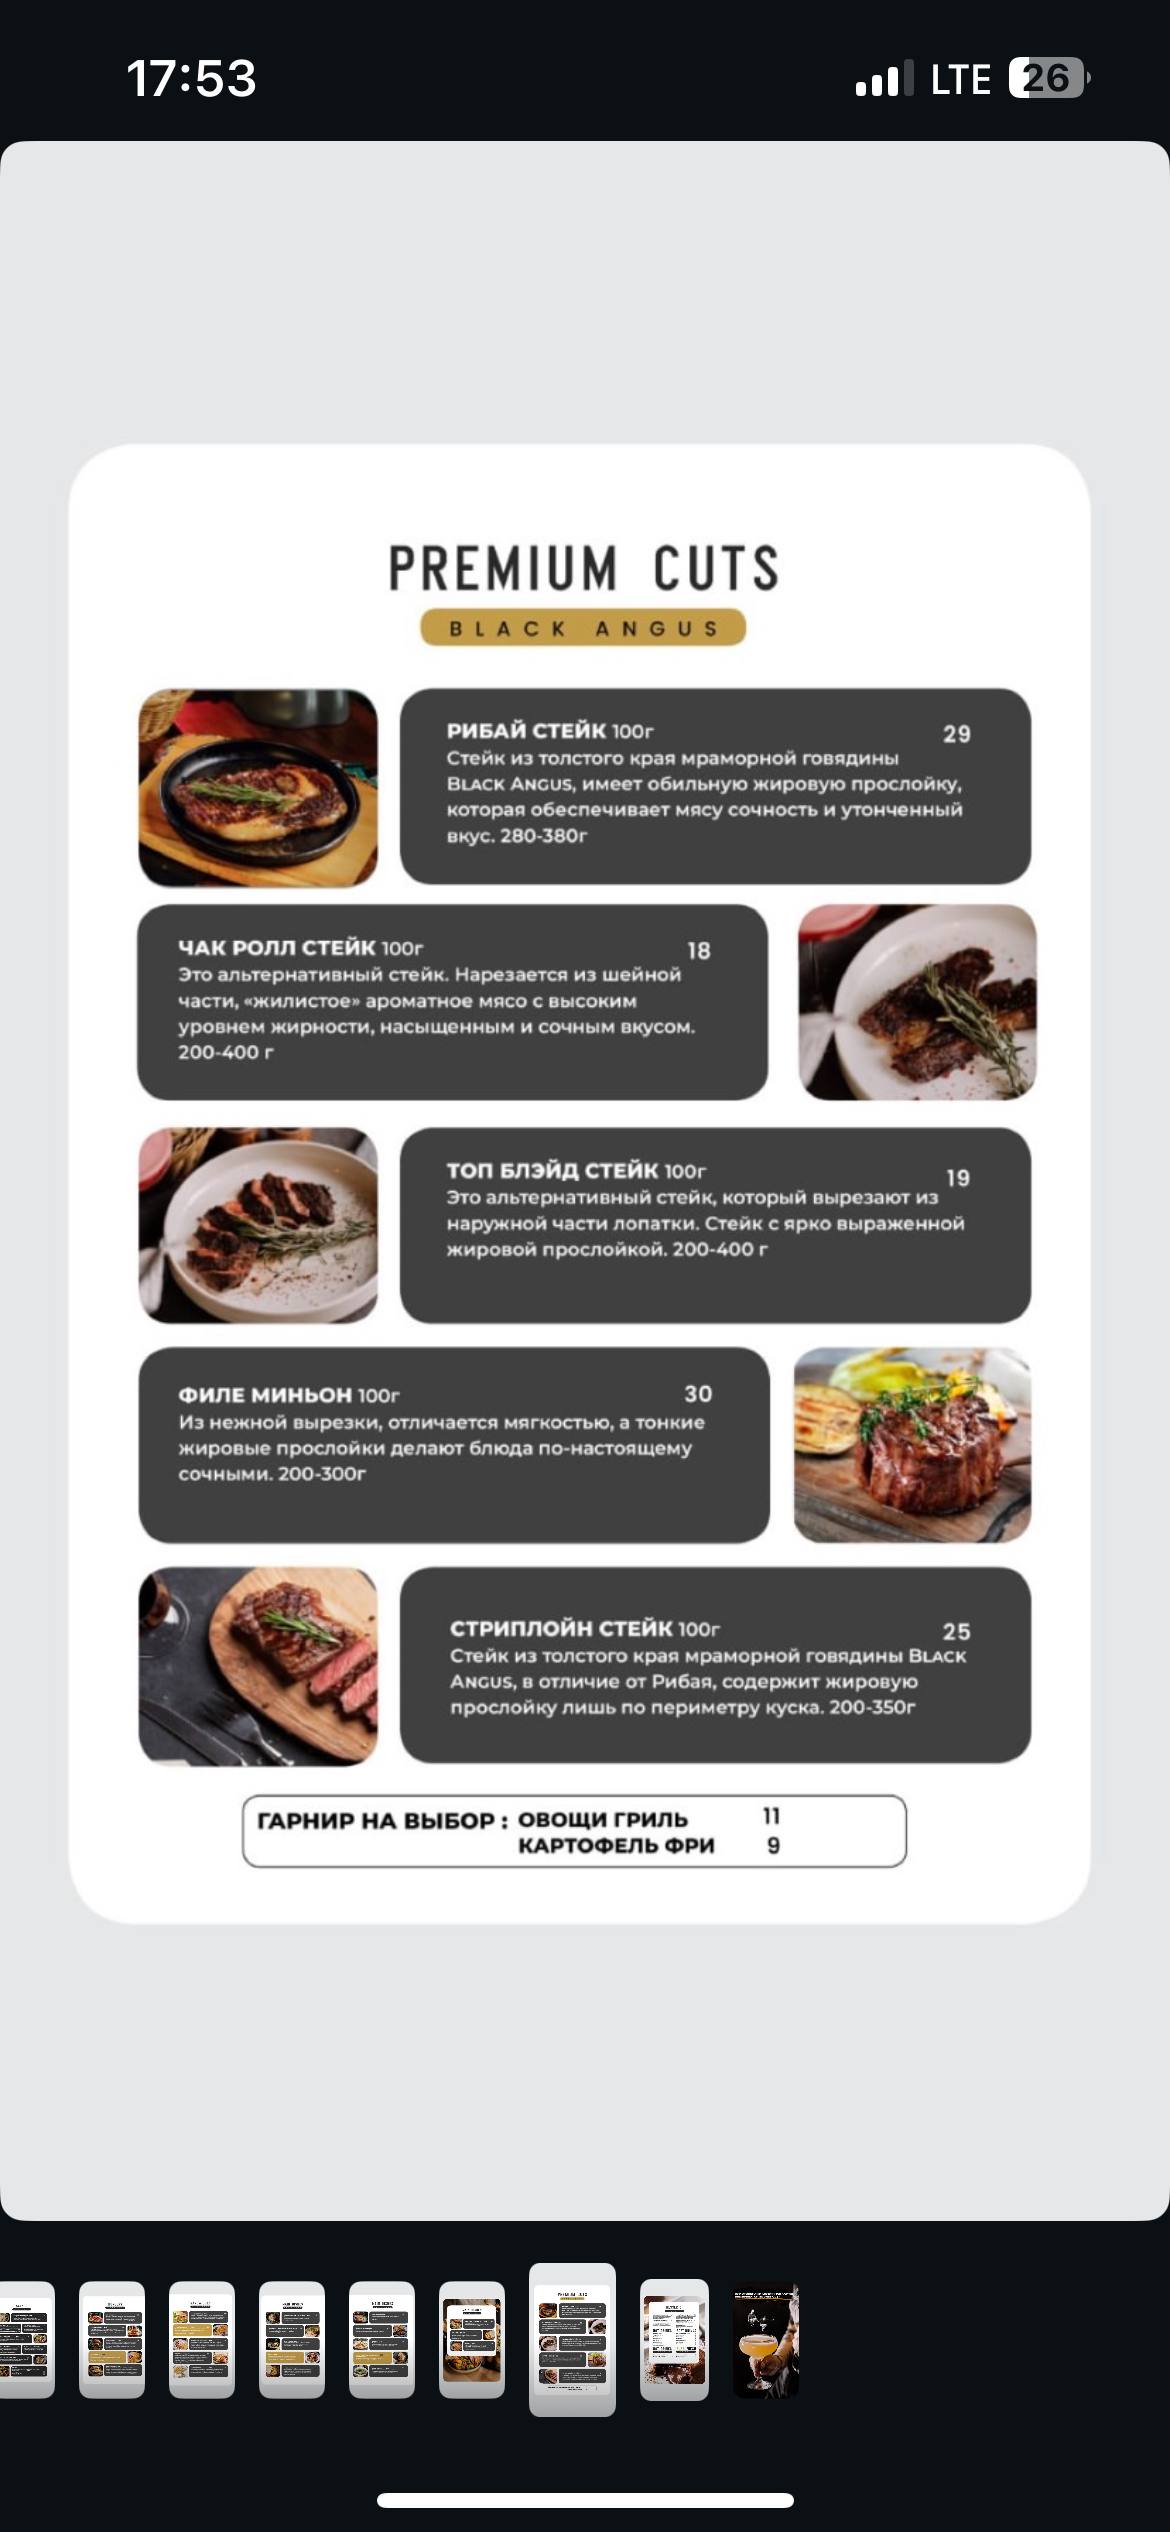 17:53
LTE 26
PREMIUM CUTS
BLACK ANGUS
РИБАЙ СТЕЙК 100г 29
Стейк из толстого края мраморной говядины
BLACK ANGUS, имеет обильную жировую прослойку,
которая обеспечивает мясу сочность и утонченный
вкус. 280-380г
ЧАК РОЛЛ СТЕЙК 100г 18
Это альтернативный стейк. Нарезается из шейной
части, «жилистое» ароматное мясо с высоким
уровнем жирности, насыщенным и сочным вкусом.
200-400 г
ТОП БЛЭЙД СТЕЙК 100г 19
Это альтернативный стейк, который вырезают из
наружной части лопатки. Стейк с ярко выраженной
жировой прослойкой. 200-400 г
ФИЛЕ МИНЬОН 100г 30
Из нежной вырезки, отличается мягкостью, а тонкие
жировые прослойки делают блюда по-настоящему
сочными. 200-300г
СТРИПЛОЙН СТЕЙК 100г 25
Стейк из толстого края мраморной говядины BLACK
ANGUS, в отличие от Рибая, содержит жировую
прослойку лишь по периметру куска. 200-350г
ГАРНИР НА ВЫБОР : ОВОЩИ ГРИЛЬ 11
КАРТОФЕЛЬ ФРИ 9